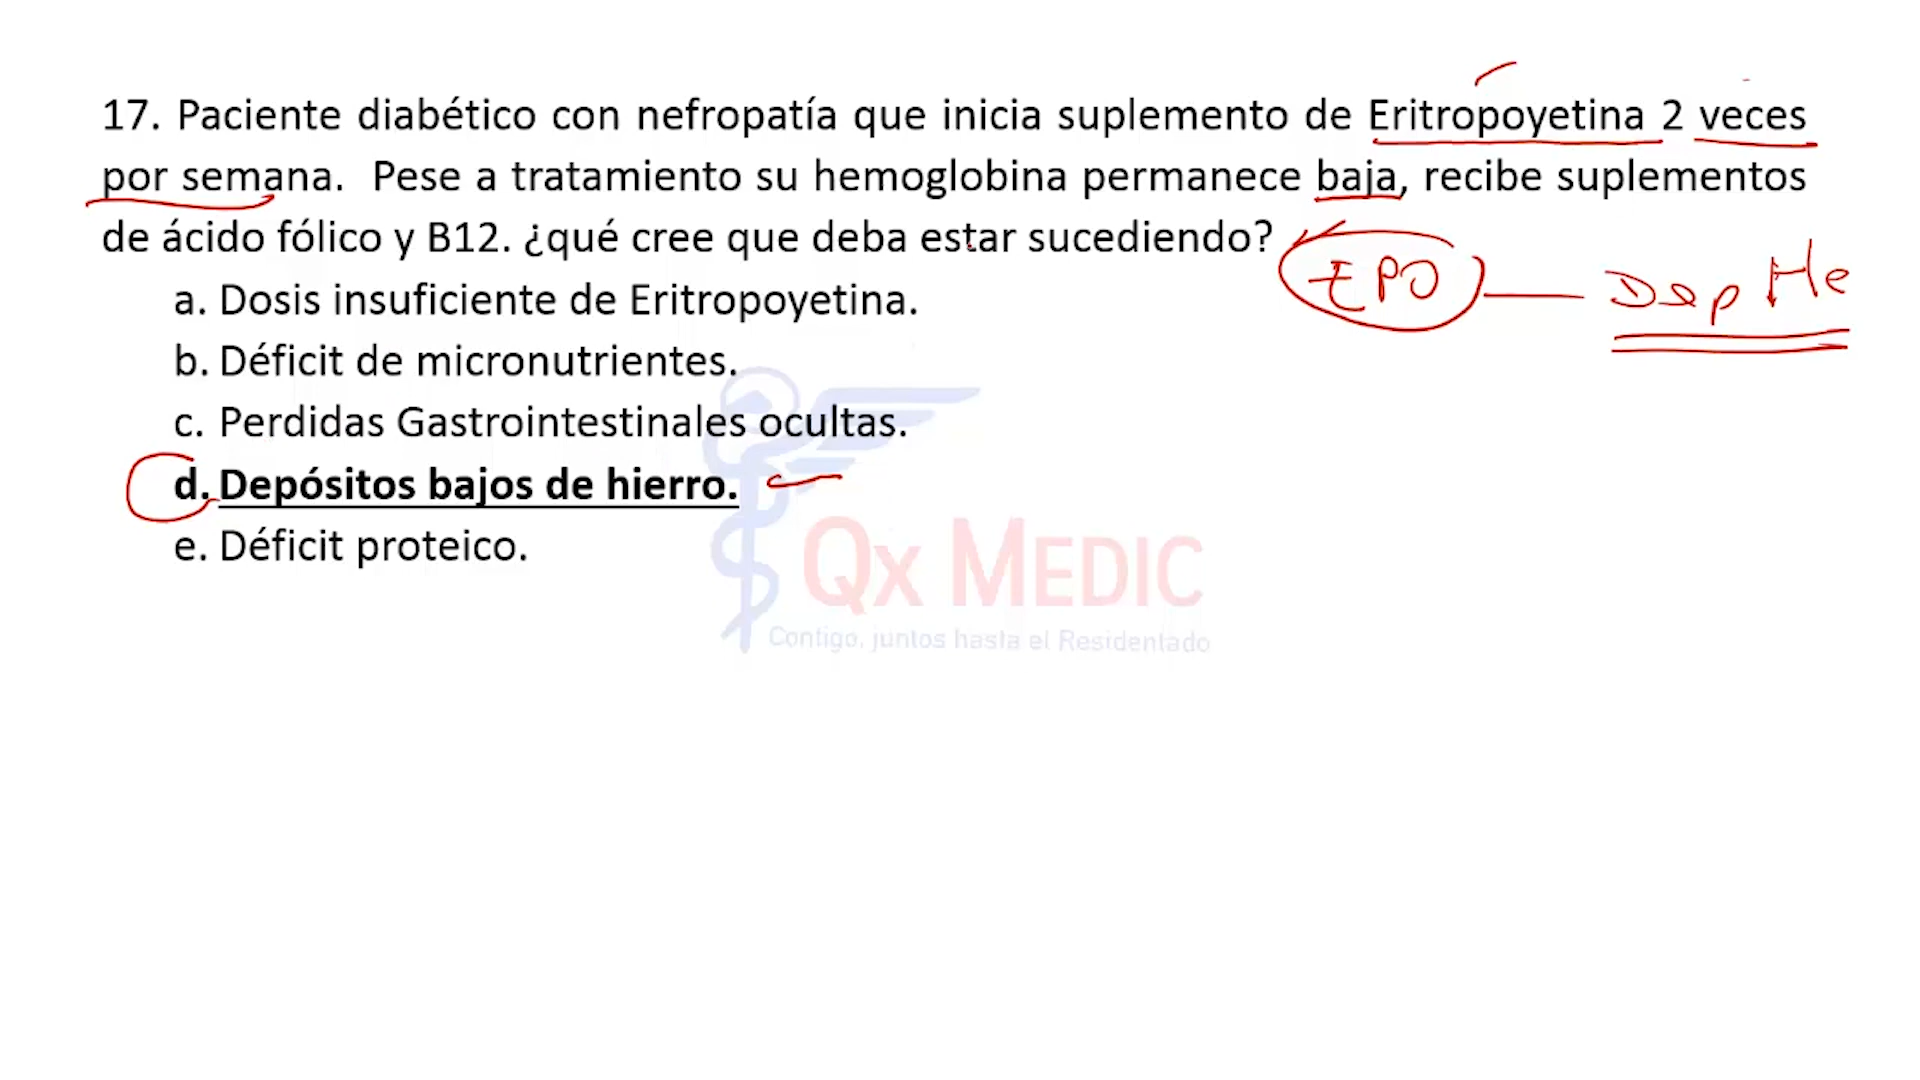 17. Paciente diabético con nefropatía que inicia suplemento de Eritropoyetina 2 veces
por semana. Pese a tratamiento su hemoglobina permanece baja, recibe suplementos
de ácido fólico y B12. ¿qué cree que deba estar sucediendo?
EPO Dep He
a. Dosis insuficiente de Eritropoyetina.
b. Déficit de micronutrientes.
c. Perdidas Gastrointestinales ocultas.
d. Depósitos bajos de hierro.
e. Déficit proteico.
Qx MEDIC
Contigo, juntos hasta el Residentado